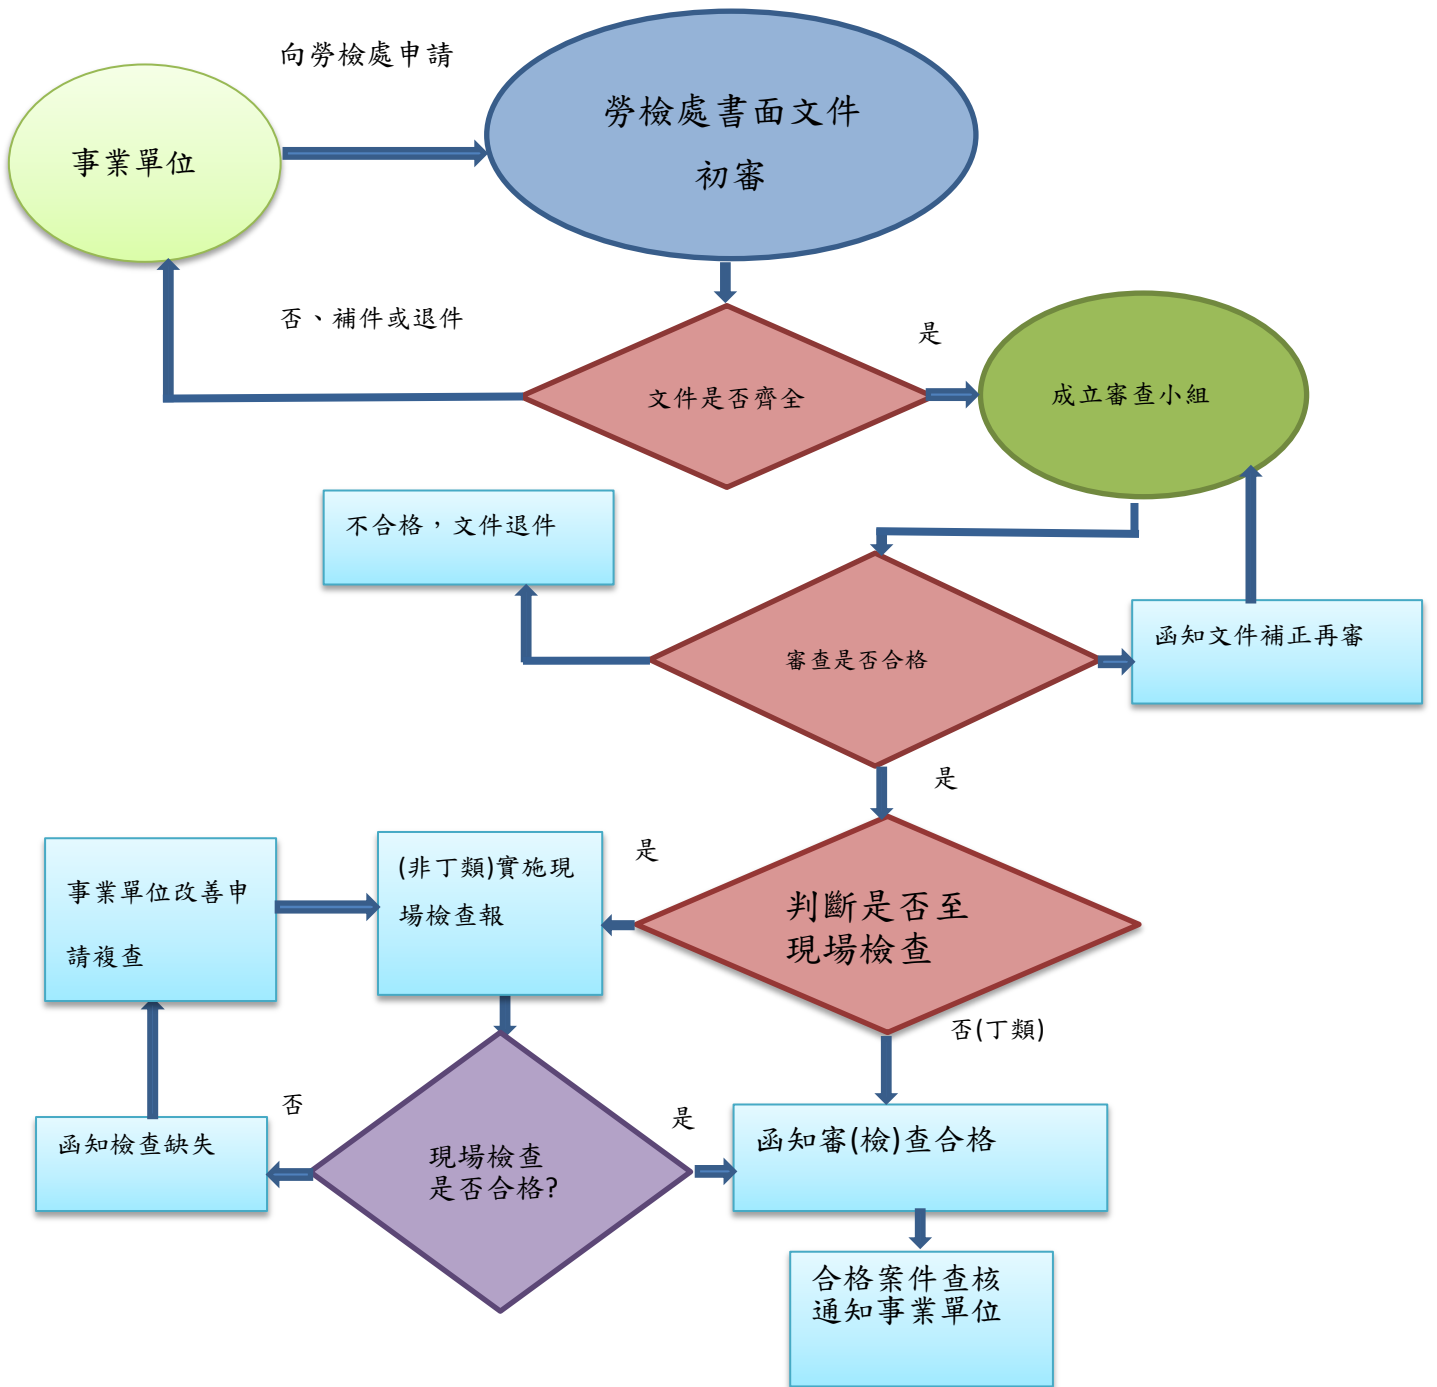 向勞檢處申請
事業單位
勞檢處書面文件
初審
否、補件或退件
是
文件是否齊全
成立審查小組
不合格，文件退件
審查是否合格
函知文件補正再審
是
是
(非丁類)實施現
場檢查報
事業單位改善申
請複查
判斷是否至
現場檢查
否(丁類)
否
是
函知檢查缺失
現場檢查
是否合格?
函知審(檢)查合格
合格案件查核
通知事業單位